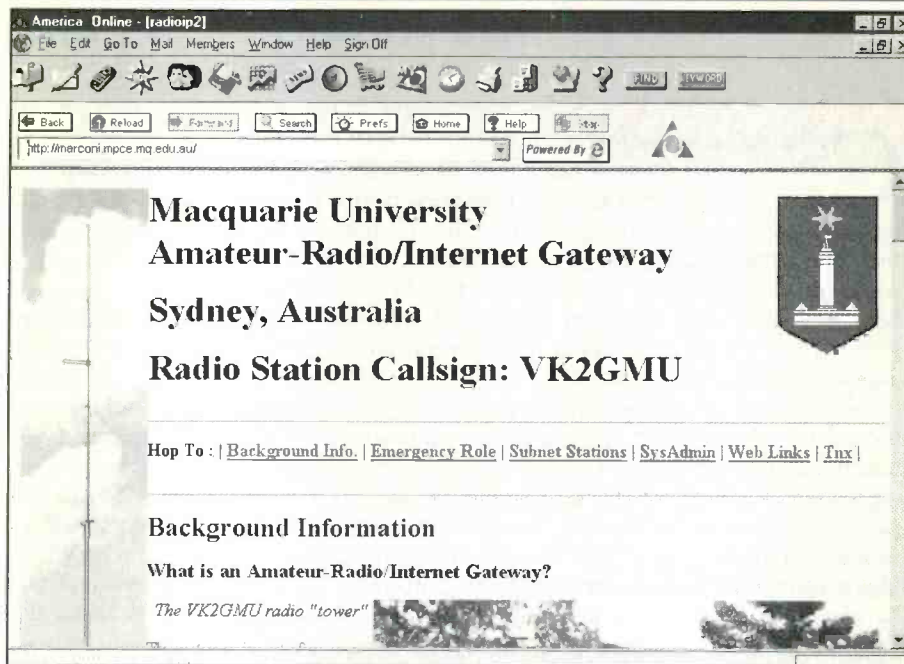 America Online - [radioip2]
File Edit Go To Mail Members Window Help Sign Off
FIND KEYWORD
Back Reload Forward Search Prefs Home Help Stop
http://marconi.mpce.mq.edu.au/ Powered By
Macquarie University
Amateur-Radio/Internet Gateway
Sydney, Australia
Radio Station Callsign: VK2GMU
Hop To : | Background Info. | Emergency Role | Subnet Stations | SysAdmin | Web Links | Tnx |
Background Information
What is an Amateur-Radio/Internet Gateway?
The VK2GMU radio "tower"